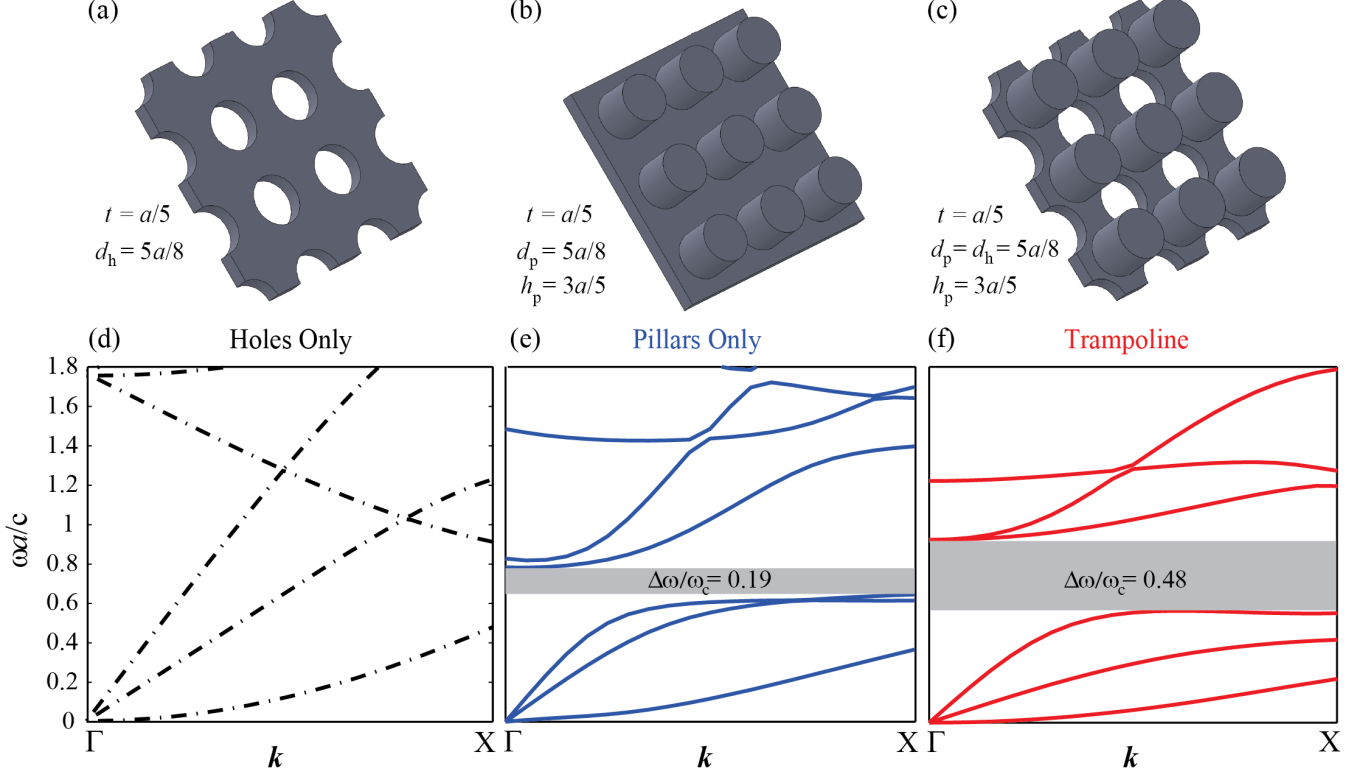 (a)
t = a/5
d_h = 5a/8
(b)
t = a/5
d_p = 5a/8
h_p = 3a/5
(c)
t = a/5
d_p = d_h = 5a/8
h_p = 3a/5
(d) Holes Only
ωa/c
1.8
1.6
1.4
1.2
1
0.8
0.6
0.4
0.2
0
Γ X
k
(e) Pillars Only
Δω/ω_c = 0.19
Γ X
k
(f) Trampoline
Δω/ω_c = 0.48
Γ X
k